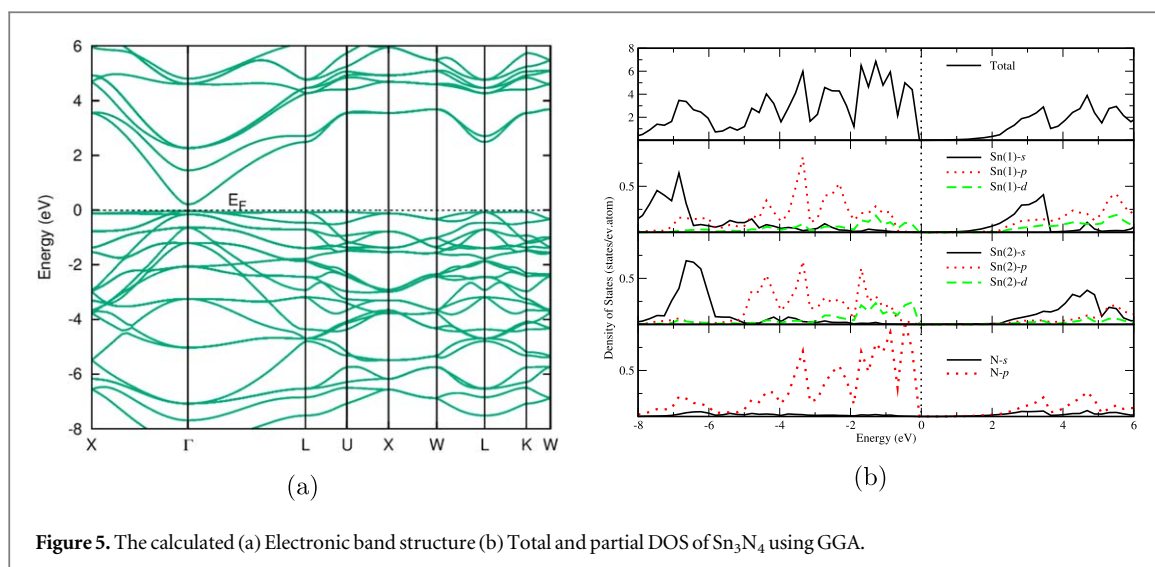 6
4
2
0
-2
-4
-6
-8
Energy (eV)
E_F
X Γ L U X W L K W
(a)
8
6
4
2
Total
0.5
Sn(1)-s
Sn(1)-p
Sn(1)-d
0.5
Sn(2)-s
Sn(2)-p
Sn(2)-d
0.5
N-s
N-p
Density of States (states/ev.atom)
-8 -6 -4 -2 0 2 4 6
Energy (eV)
(b)
Figure 5. The calculated (a) Electronic band structure (b) Total and partial DOS of Sn₃N₄ using GGA.